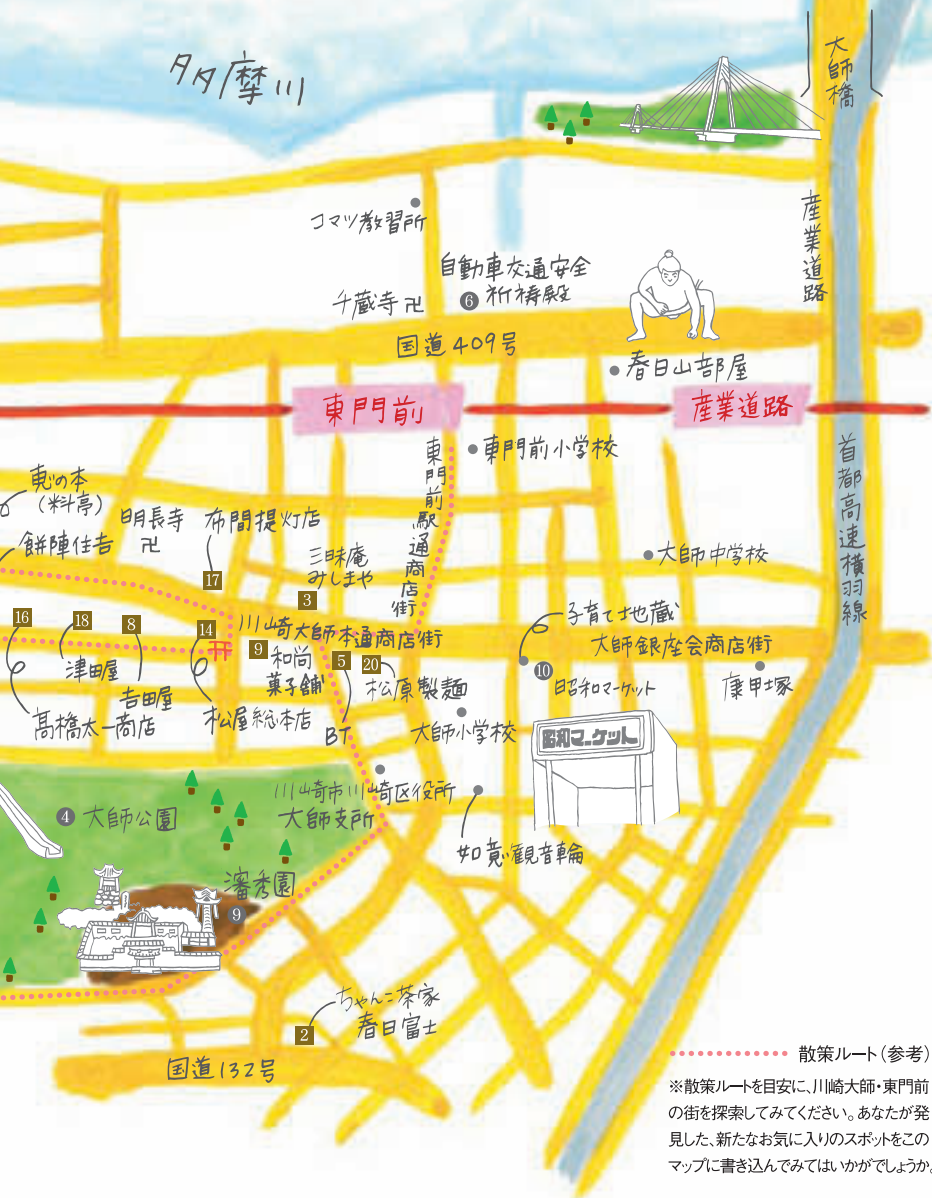 多タ摩川
大師橋
産業道路
コマツ教習所
自動車交通安全
祈祷殿
6
千蔵寺 卍
国道409号
春日山部屋
東門前
産業道路
東門前小学校
東門前駅通商店街
首都高速横羽線
恵の本
(料亭)
明長寺
卍
布間提灯店
餅陣住吉
三昧庵
みしまや
大師中学校
17
3
16
18
8
14
川崎大師本通商店街
子育て地蔵
大師銀座会商店街
9
和尚
菓子舗
5
20
松原製麺
10
昭和マーケット
庚申塚
津田屋
吉田屋
髙橋太一商店
松屋総本店
BT
大師小学校
昭和マーケット
川崎市川崎区役所
大師支所
4
大師公園
如意観音輪
瀋秀園
9
ちゃんこ茶家
春日富士
2
国道132号
散策ルート(参考)
※散策ルートを目安に、川崎大師・東門前
の街を探索してみてください。あなたが発
見した、新たなお気に入りのスポットをこの
マップに書き込んでみてはいかがでしょうか。